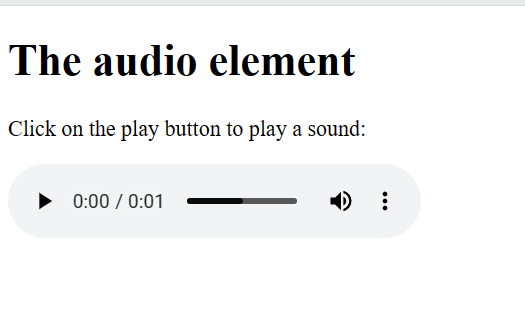 The audio element
Click on the play button to play a sound:
0:00 / 0:01